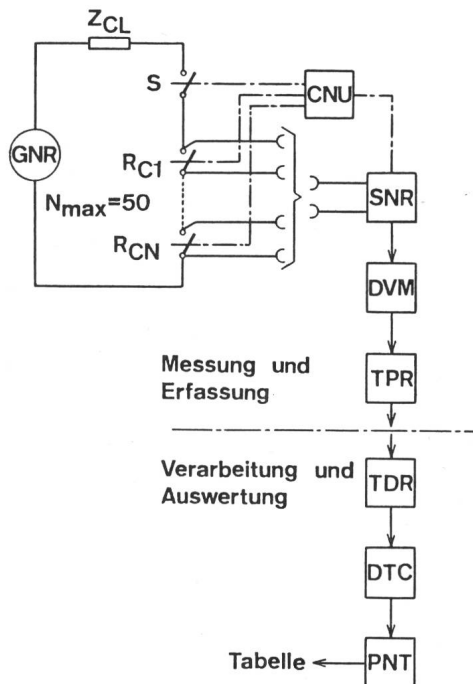 Z_CL
S
CNU
GNR
R_C1
N_max=50
SNR
R_CN
DVM
Messung und
Erfassung
TPR
Verarbeitung und
Auswertung
TDR
DTC
Tabelle
PNT